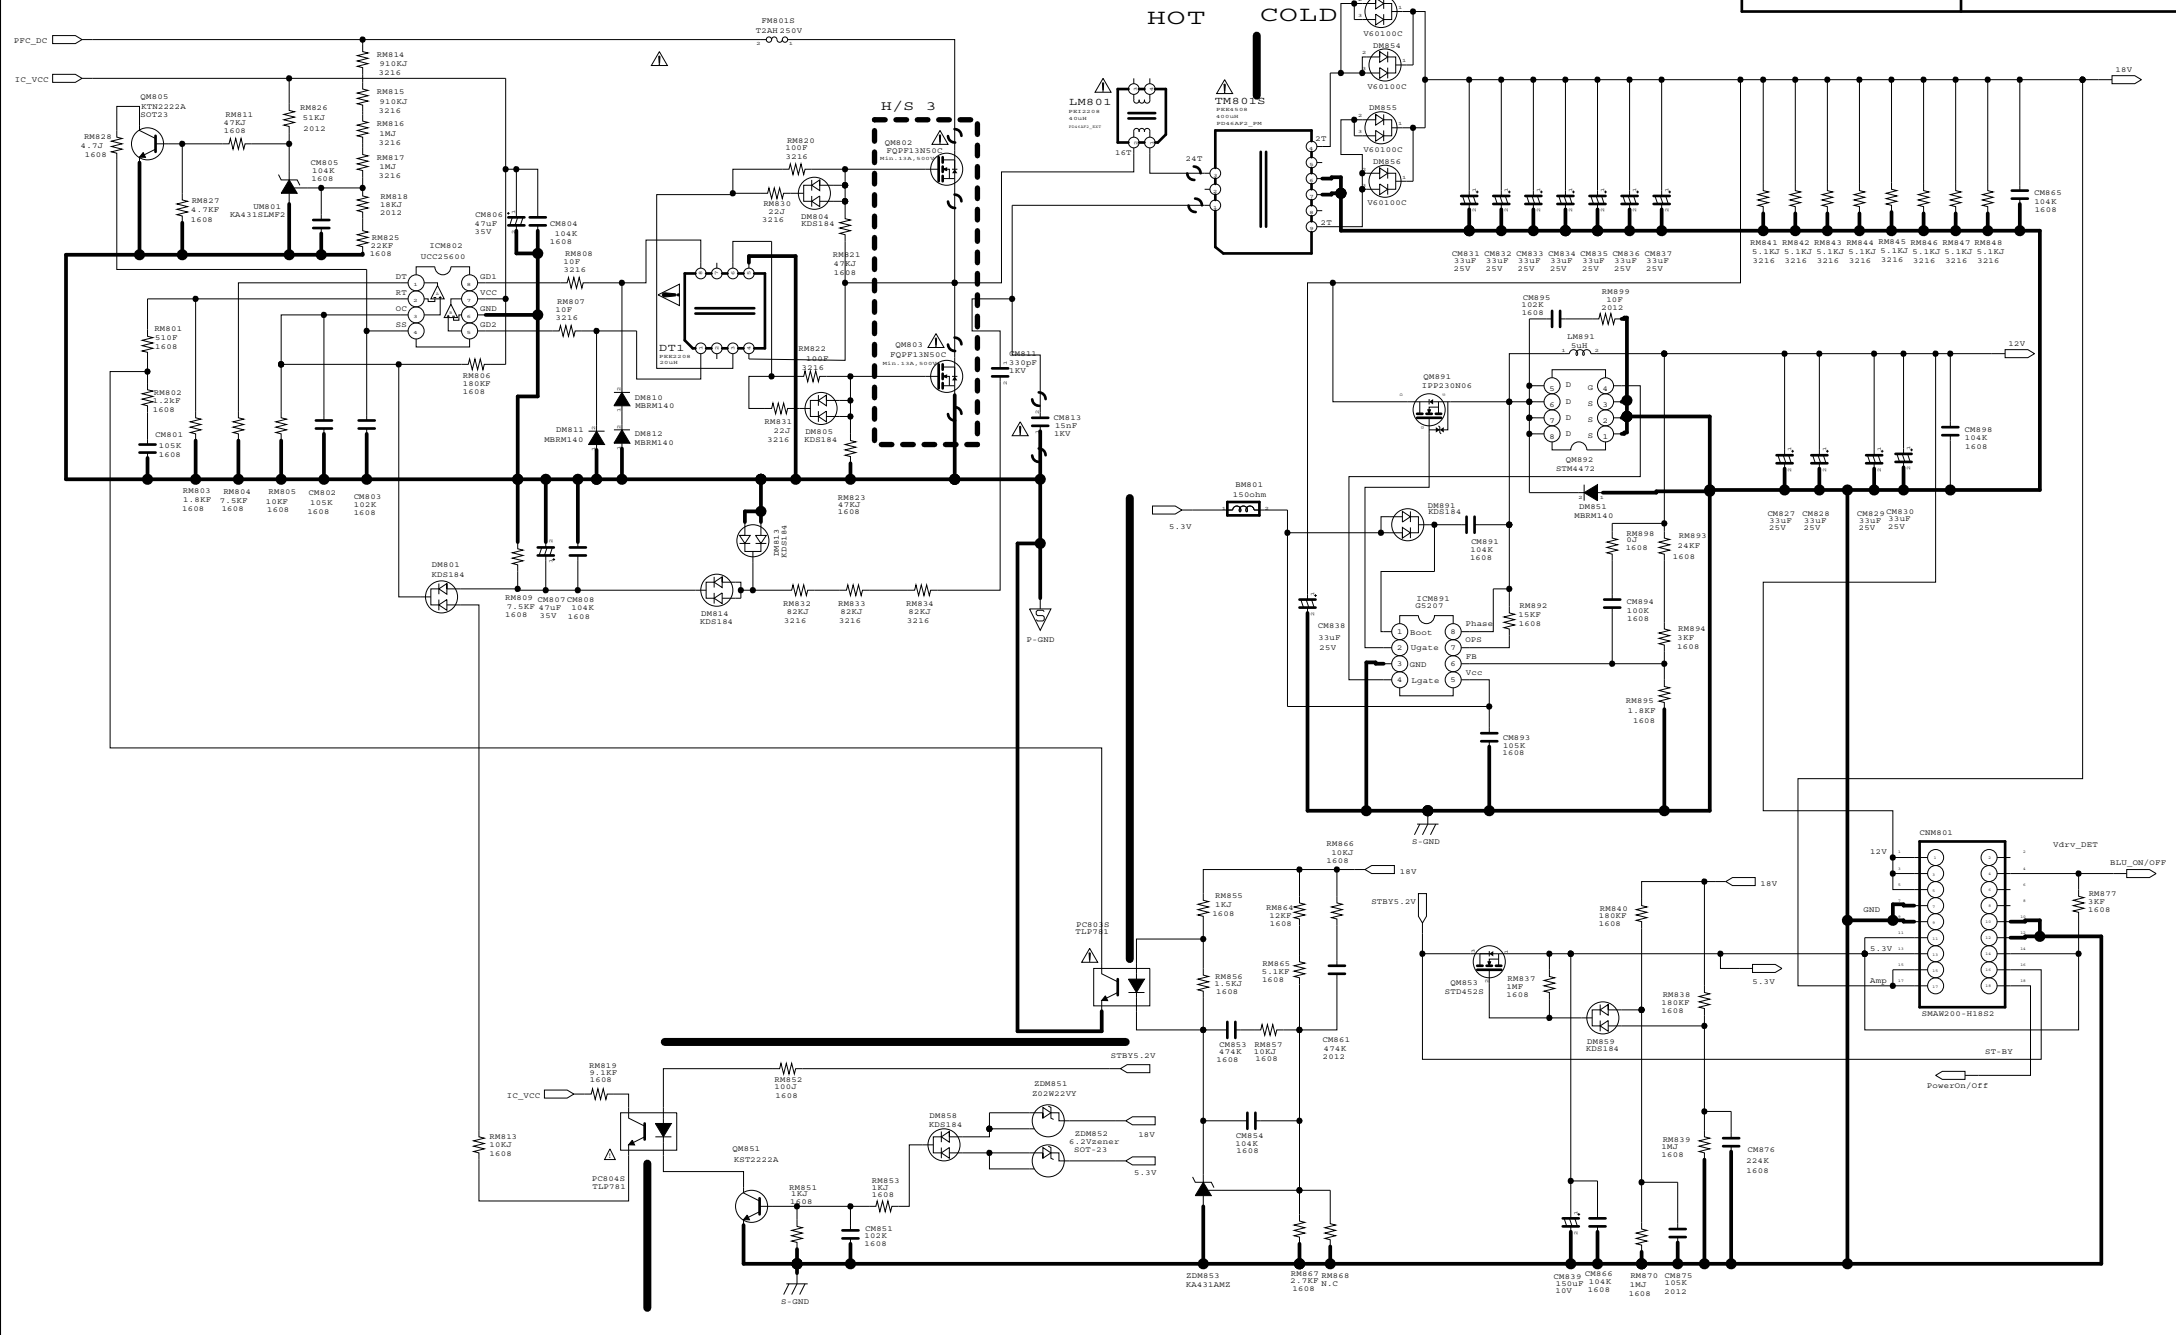 HOT COLD
PFC_DC
IC_VCC
FM801S
T2AH 250V
RM814
910KJ
3216
RM815
910KJ
3216
RM816
1MJ
3216
RM817
1MJ
3216
RM818
18KJ
2012
RM825
22KF
1608
QM805
KTN2222A
SOT23
RM828
4.7J
1608
RM811
47KJ
1608
RM826
51KJ
2012
CM805
104K
1608
RM827
4.7KF
1608
UM801
KA431SLMF2
CM806
47uF
35V
CM804
104K
1608
ICM802
UCC25600
DT
RT
OC
SS
GD1
VCC
GND
GD2
RM808
10F
3216
RM807
10F
3216
RM806
180KF
1608
RM801
510F
1608
RM802
1.2kF
1608
CM801
105K
1608
RM803
1.8KF
1608
RM804
7.5KF
1608
RM805
10KF
1608
CM802
105K
1608
CM803
102K
1608
DM810
MBRM140
DM811
MBRM140
DM812
MBRM140
RM820
100F
3216
RM830
22J
3216
DM804
KDS184
RM821
47KJ
1608
DT1
PKE2208
20uH
RM822
100F
3216
RM831
22J
3216
DM805
KDS184
RM823
47KJ
1608
H/S 3
QM802
FQPF13N50C
Min.13A,500V
QM803
FQPF13N50C
Min.13A,500V
CM811
330pF
1KV
CM813
15nF
1KV
DM813
KDS184
DM801
KDS184
RM809
7.5KF
1608
CM807
47uF
35V
CM808
104K
1608
DM814
KDS184
RM832
82KJ
3216
RM833
82KJ
3216
RM834
82KJ
3216
P-GND
LM801
40uH
16T
TM801S
400uH
24T
2T
2T
V60100C
DM854
V60100C
DM855
V60100C
DM856
V60100C
18V
CM831
33uF
25V
CM832
33uF
25V
CM833
33uF
25V
CM834
33uF
25V
CM835
33uF
25V
CM836
33uF
25V
CM837
33uF
25V
RM841
5.1KJ
3216
RM842
5.1KJ
3216
RM843
5.1KJ
3216
RM844
5.1KJ
3216
RM845
5.1KJ
3216
RM846
5.1KJ
3216
RM847
5.1KJ
3216
RM848
5.1KJ
3216
CM865
104K
1608
CM895
102K
1608
RM899
10F
2012
LM891
5uH
12V
QM891
IPP230N06
D
D
D
D
G
S
S
S
QM892
STM4472
DM851
MBRM140
BM801
150ohm
5.3V
DM891
KDS184
CM891
104K
1608
RM898
0J
1608
RM893
24KF
1608
CM827
33uF
25V
CM828
33uF
25V
CM829
33uF
25V
CM830
33uF
25V
CM898
104K
1608
ICM891
G5207
Boot
Ugate
GND
Lgate
Phase
OPS
FB
Vcc
RM892
15KF
1608
CM894
100K
1608
RM894
3KF
1608
RM895
1.8KF
1608
CM838
33uF
25V
CM893
105K
1608
S-GND
CNM801
12V
GND
5.3V
Amp
SMAW200-H18S2
Vdrv_DET
BLU_ON/OFF
RM877
3KF
1608
ST-BY
PowerOn/Off
RM866
10KJ
1608
18V
RM855
1KJ
1608
RM864
12KF
1608
RM856
1.5KJ
1608
RM865
5.1KF
1608
PC803S
TLP781
CM853
474K
1608
RM857
10KJ
1608
CM861
474K
2012
CM854
104K
1608
ZDM853
KA431AMZ
RM867
2.7KF
1608
RM868
N.C
STBY5.2V
QM853
STD452S
RM837
1MF
1608
RM840
180KF
1608
18V
5.3V
DM859
KDS184
RM838
180KF
1608
RM839
1MJ
1608
CM876
224K
1608
CM839
150uF
10V
CM866
104K
1608
RM870
1MJ
1608
CM875
105K
2012
STBY5.2V
RM852
100J
1608
RM819
9.1KF
1608
IC_VCC
RM813
10KJ
1608
PC804S
TLP781
QM851
KST2222A
RM851
1KJ
1608
RM853
1KJ
1608
CM851
102K
1608
DM858
KDS184
ZDM851
Z02W22VY
18V
ZDM852
6.2Vzener
SOT-23
5.3V
S-GND